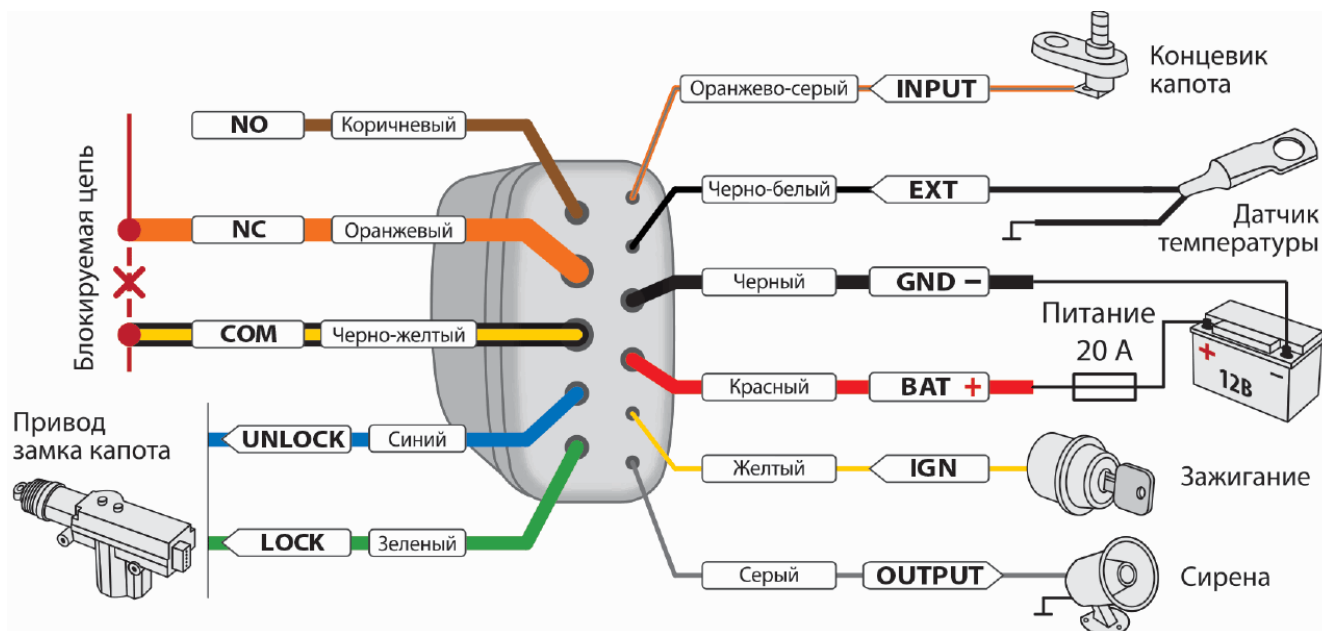 Блокируемая цепь
NO
Коричневый
NC
Оранжевый
COM
Черно-желтый
Привод
замка капота
UNLOCK
Синий
LOCK
Зеленый
Оранжево-серый
INPUT
Концевик
капота
Черно-белый
EXT
Датчик
температуры
Черный
GND −
Питание
20 А
Красный
BAT +
+
−
12В
Желтый
IGN
Зажигание
Серый
OUTPUT
Сирена